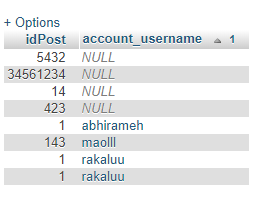 + Options
idPost account_username 1
5432 NULL
34561234 NULL
14 NULL
423 NULL
1 abhirameh
143 maolll
1 rakaluu
1 rakaluu